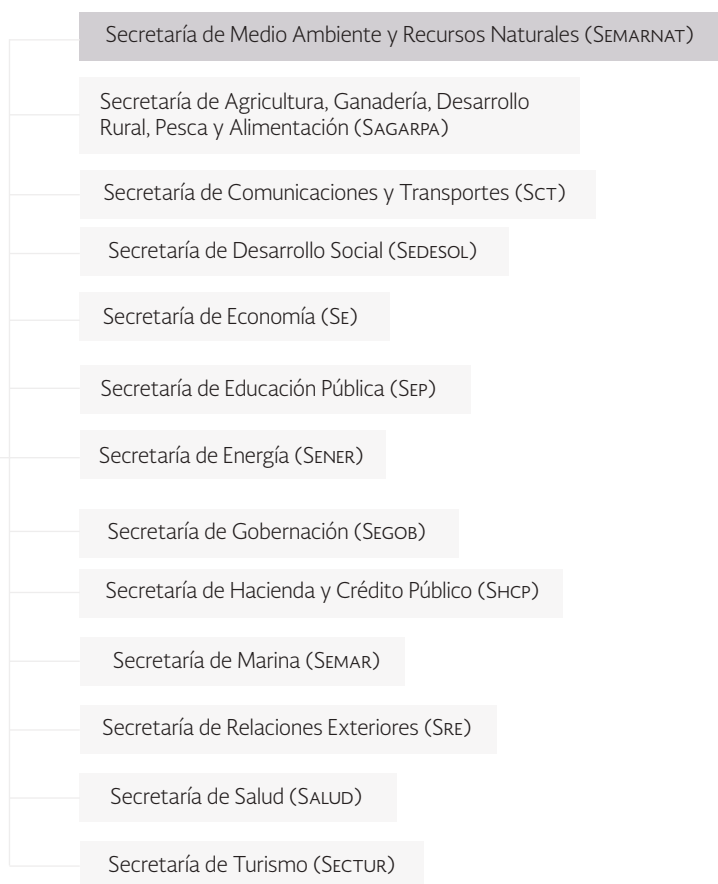 Secretaría de Medio Ambiente y Recursos Naturales (SEMARNAT)
Secretaría de Agricultura, Ganadería, Desarrollo
Rural, Pesca y Alimentación (SAGARPA)
Secretaría de Comunicaciones y Transportes (SCT)
Secretaría de Desarrollo Social (SEDESOL)
Secretaría de Economía (SE)
Secretaría de Educación Pública (SEP)
Secretaría de Energía (SENER)
Secretaría de Gobernación (SEGOB)
Secretaría de Hacienda y Crédito Público (SHCP)
Secretaría de Marina (SEMAR)
Secretaría de Relaciones Exteriores (SRE)
Secretaría de Salud (SALUD)
Secretaría de Turismo (SECTUR)